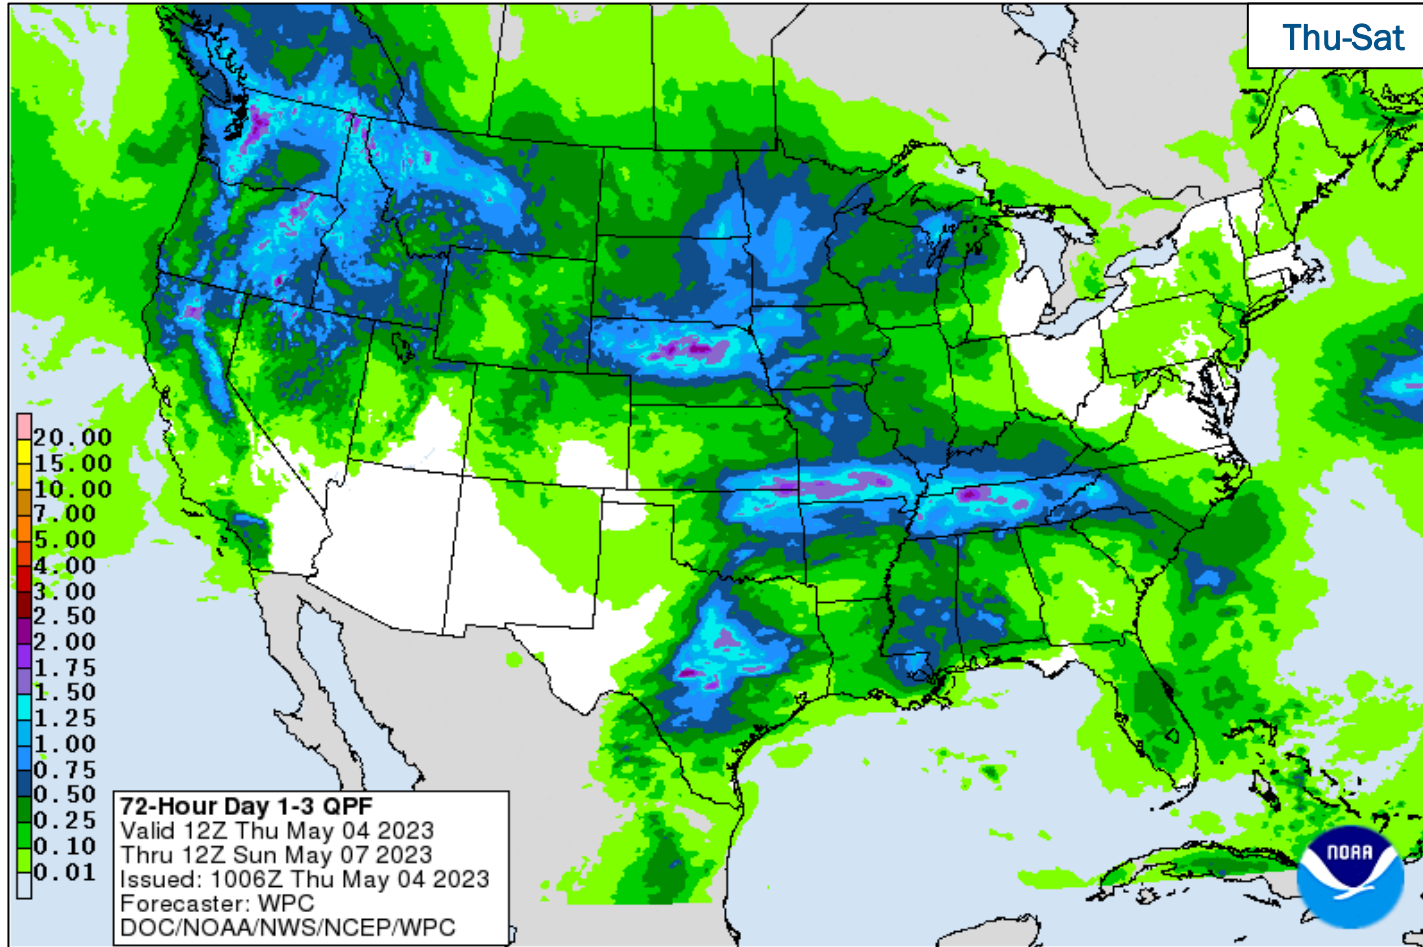 Thu-Sat
20.00
15.00
10.00
7.00
5.00
4.00
3.00
2.50
2.00
1.75
1.50
1.25
1.00
0.75
0.50
0.25
0.10
0.01
72-Hour Day 1-3 QPF
Valid 12Z Thu May 04 2023
Thru 12Z Sun May 07 2023
Issued: 1006Z Thu May 04 2023
Forecaster: WPC
DOC/NOAA/NWS/NCEP/WPC
NOAA